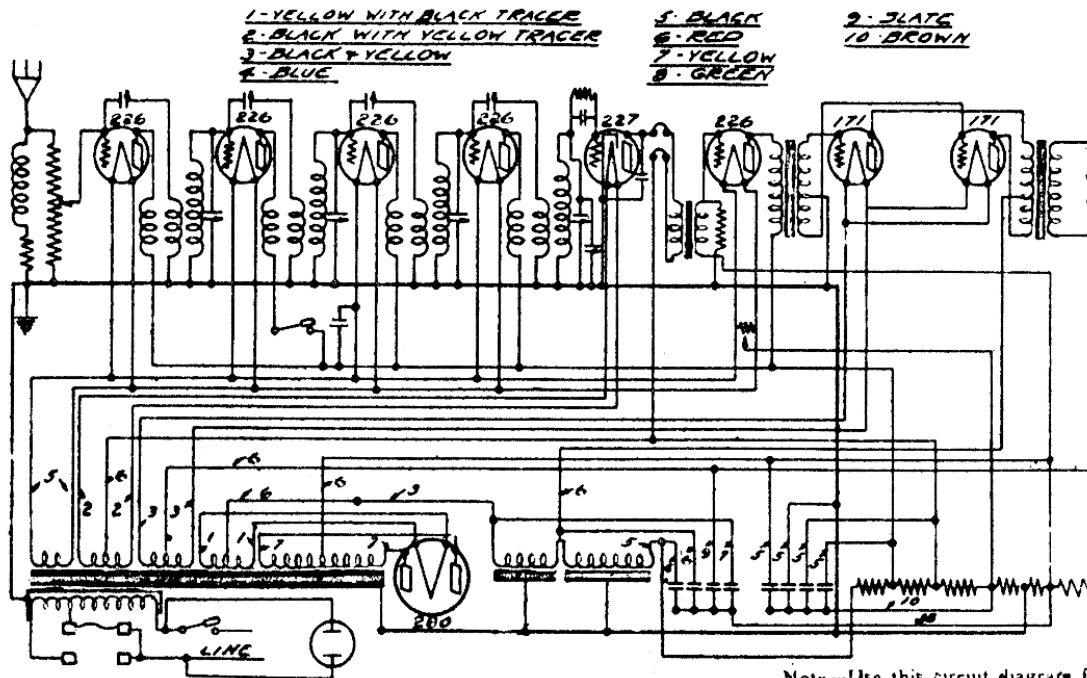 1-YELLOW WITH BLACK TRACER
2-BLACK WITH YELLOW TRACER
3-BLACK & YELLOW
4-BLUE
5-BLACK
6-RED
7-YELLOW
8-GREEN
9-SLATE
10-BROWN
226
226
226
226
227
226
171
171
5
2
6
2
3
3
6
6
1
6
1
7
3
7
6
5
280
10
LINE
Note—Use this circuit diagram f